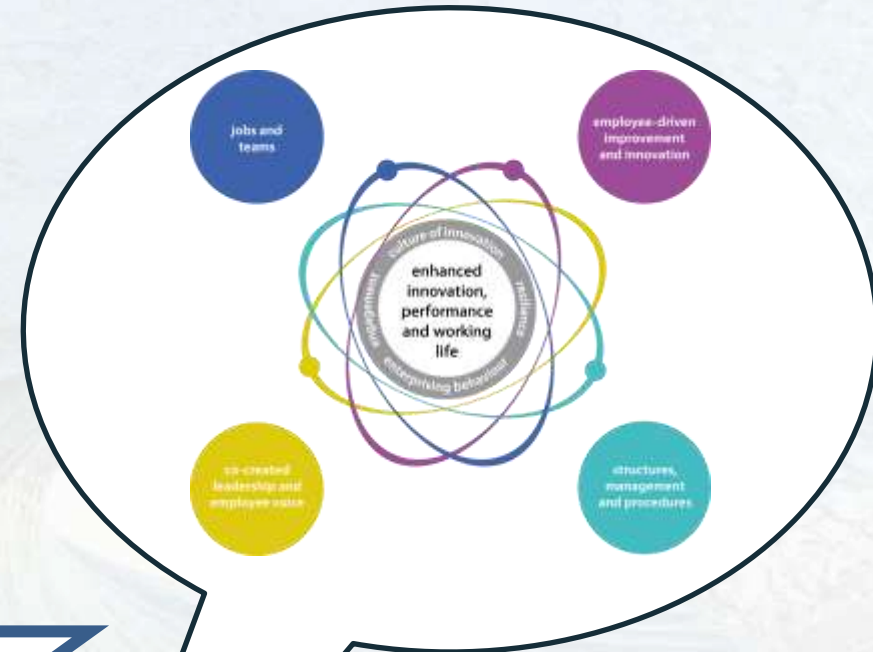 jobs and
teams
employee-driven
improvement
and innovation
culture of innovation
engagement
resilience
enterprising behaviour
enhanced
innovation,
performance
and working
life
co-created
leadership and
employee voice
structures,
management
and procedures